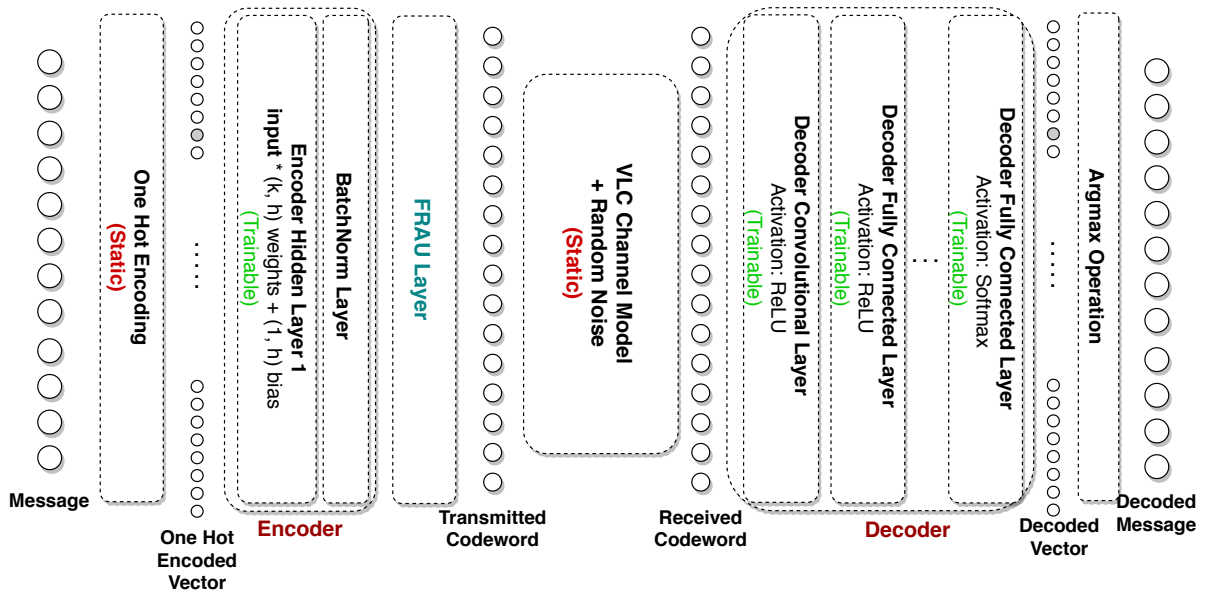 Message
One Hot Encoding
(Static)
One Hot
Encoded
Vector
.....
Encoder Hidden Layer 1
input * (k, h) weights + (1, h) bias
(Trainable)
BatchNorm Layer
Encoder
FRAU Layer
Transmitted
Codeword
VLC Channel Model
+ Random Noise
(Static)
Received
Codeword
Decoder Convolutional Layer
Activation: ReLU
(Trainable)
Decoder Fully Connected Layer
Activation: ReLU
(Trainable)
...
Decoder Fully Connected Layer
Activation: Softmax
(Trainable)
Decoder
.....
Decoded
Vector
Argmax Operation
Decoded
Message